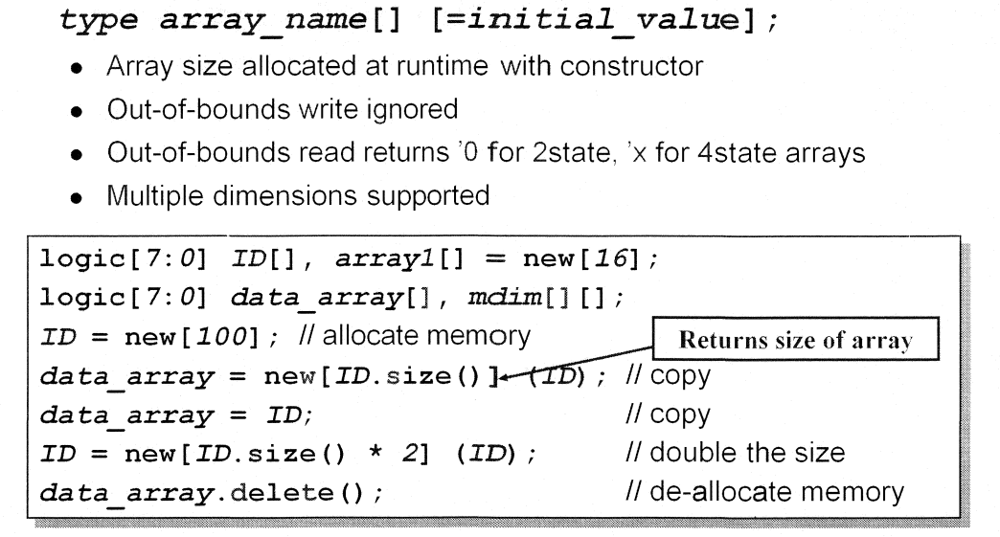 type array_name[] [=initial_value];
• Array size allocated at runtime with constructor
• Out-of-bounds write ignored
• Out-of-bounds read returns '0 for 2state, 'x for 4state arrays
• Multiple dimensions supported
logic[7:0] ID[], array1[] = new[16];
logic[7:0] data_array[], mdim[][];
ID = new[100]; // allocate memory
Returns size of array
data_array = new[ID.size()] (ID); // copy
data_array = ID; // copy
ID = new[ID.size() * 2] (ID); // double the size
data_array.delete(); // de-allocate memory